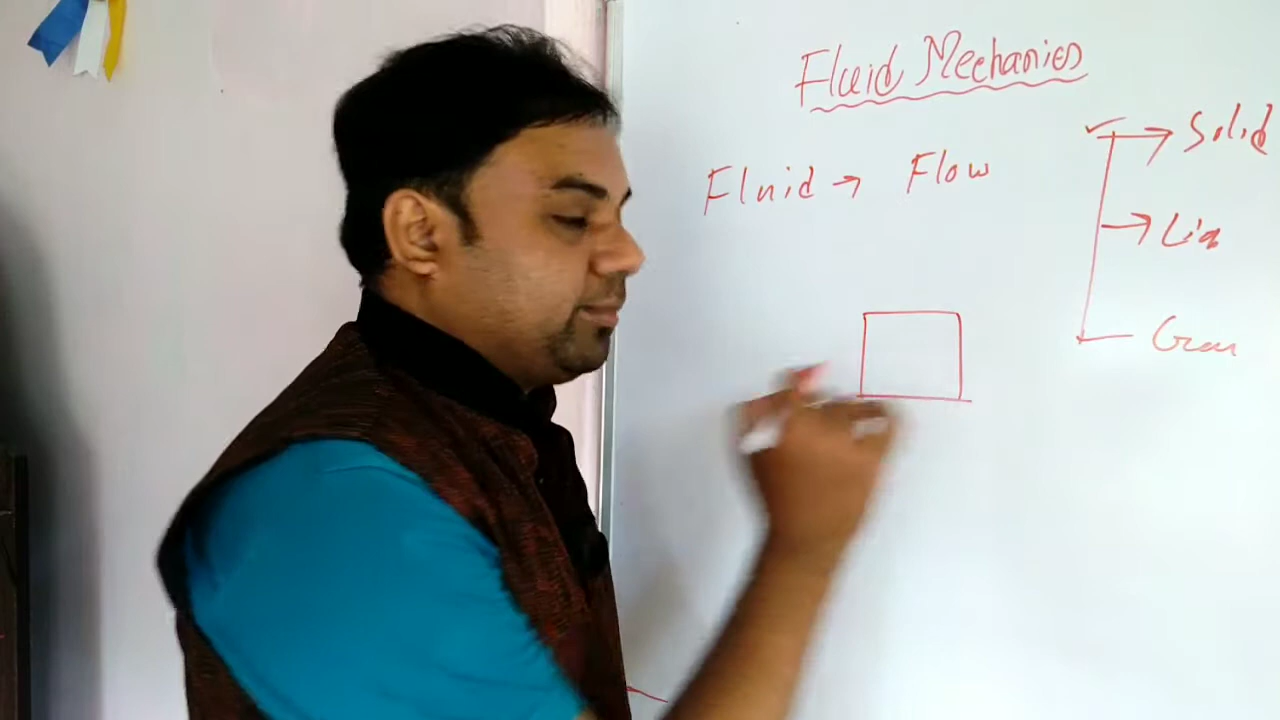 Fluid Mechanics
Fluid → Flow
✓→ Solid
→ Liq
Gas